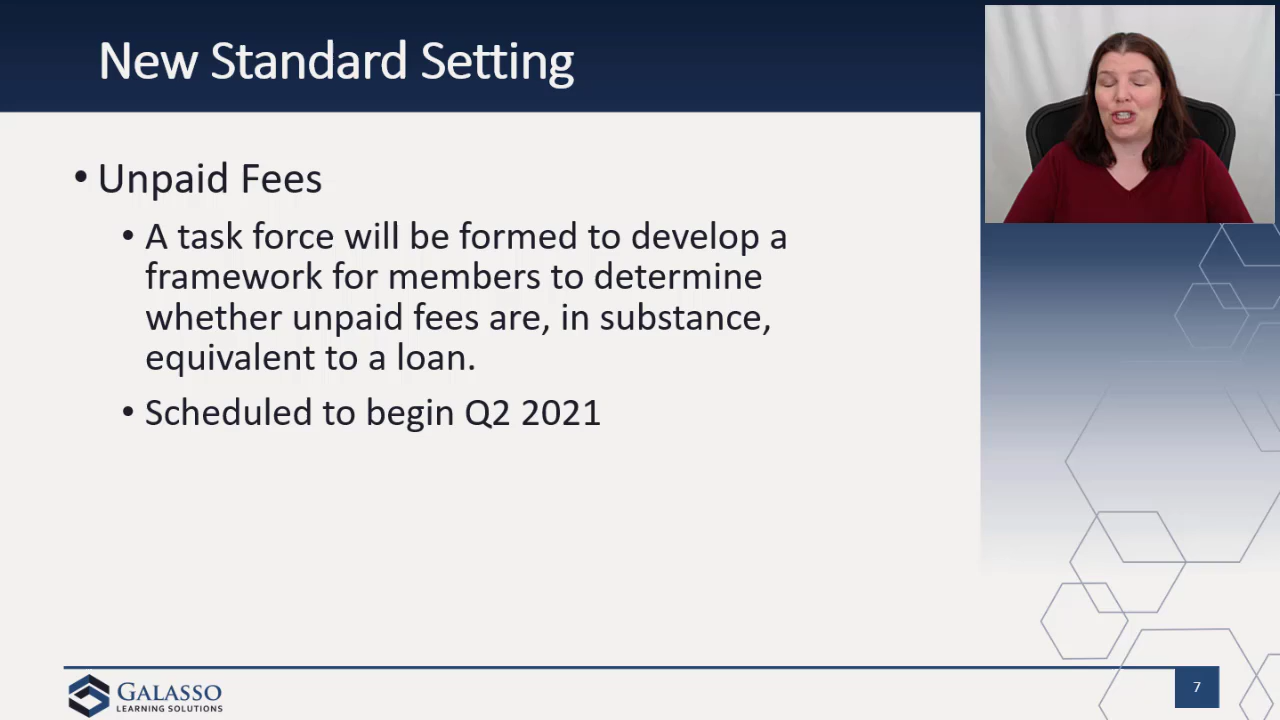 New Standard Setting
• Unpaid Fees
• A task force will be formed to develop a
framework for members to determine
whether unpaid fees are, in substance,
equivalent to a loan.
• Scheduled to begin Q2 2021
GALASSO
LEARNING SOLUTIONS
7